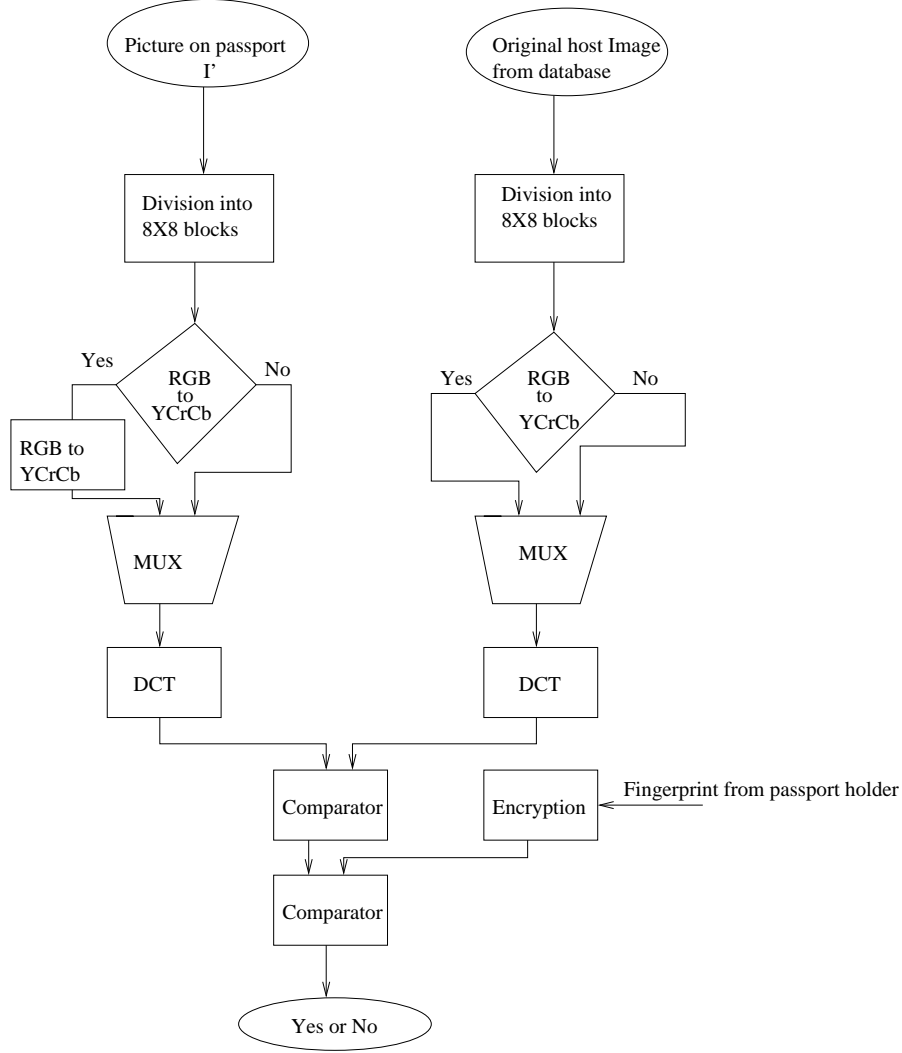 Picture on passport
I’
Original host Image
from database
Division into
8X8 blocks
Division into
8X8 blocks
Yes
RGB
to
YCrCb
No
Yes
RGB
to
YCrCb
No
RGB to
YCrCb
MUX
MUX
DCT
DCT
Comparator
Encryption
Fingerprint from passport holder
Comparator
Yes or No